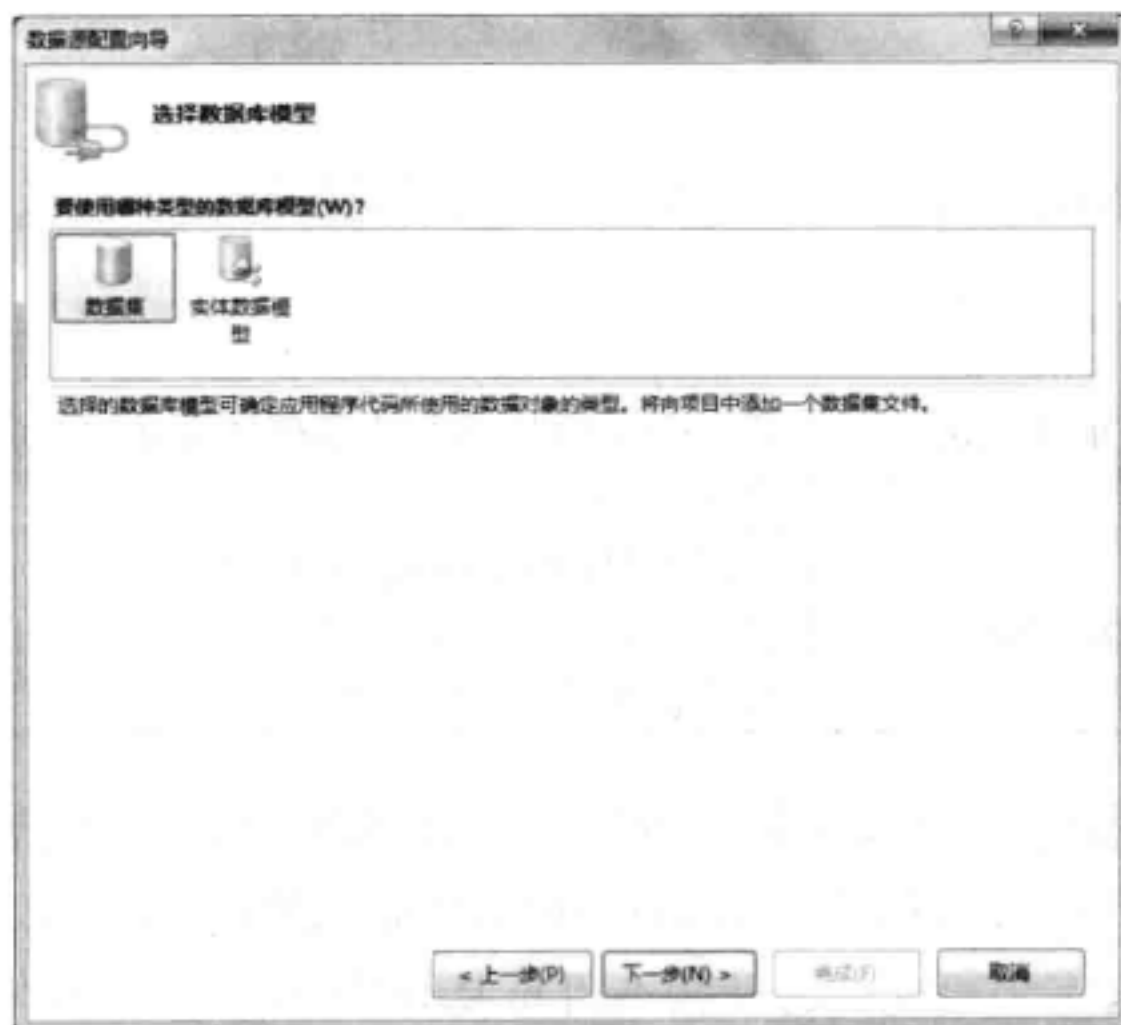 数据源配置向导
选择数据库模型
要使用哪种类型的数据库模型(W)?
数据集
实体数据模
型
选择的数据库模型可确定应用程序代码所使用的数据对象的类型。将向项目中添加一个数据集文件。
< 上一步(P)
下一步(N) >
完成(F)
取消